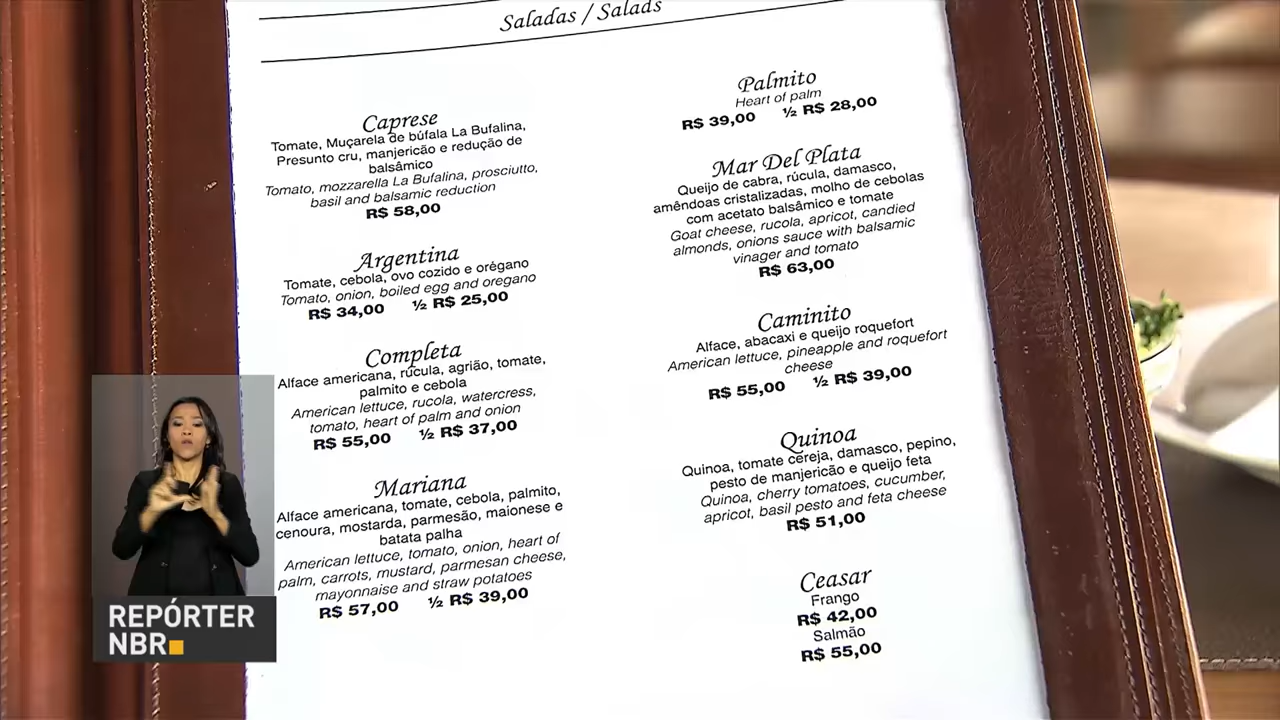 Saladas / Salads
Caprese
Tomate, Muçarela de búfala La Bufalina,
Presunto cru, manjericão e redução de
balsâmico
Tomato, mozzarella La Bufalina, prosciutto,
basil and balsamic reduction
R$ 58,00
Argentina
Tomate, cebola, ovo cozido e orégano
Tomato, onion, boiled egg and oregano
R$ 34,00 ½ R$ 25,00
Completa
Alface americana, rúcula, agrião, tomate,
palmito e cebola
American lettuce, rucola, watercress,
tomato, heart of palm and onion
R$ 55,00 ½ R$ 37,00
Mariana
Alface americana, tomate, cebola, palmito,
cenoura, mostarda, parmesão, maionese e
batata palha
American lettuce, tomato, onion, heart of
palm, carrots, mustard, parmesan cheese,
mayonnaise and straw potatoes
R$ 57,00 ½ R$ 39,00
Palmito
Heart of palm
R$ 39,00 ½ R$ 28,00
Mar Del Plata
Queijo de cabra, rúcula, damasco,
amêndoas cristalizadas, molho de cebolas
com acetato balsâmico e tomate
Goat cheese, rucola, apricot, candied
almonds, onions sauce with balsamic
vinager and tomato
R$ 63,00
Caminito
Alface, abacaxi e queijo roquefort
American lettuce, pineapple and roquefort
cheese
R$ 55,00 ½ R$ 39,00
Quinoa
Quinoa, tomate cereja, damasco, pepino,
pesto de manjericão e queijo feta
Quinoa, cherry tomatoes, cucumber,
apricot, basil pesto and feta cheese
R$ 51,00
Ceasar
Frango
R$ 42,00
Salmão
R$ 55,00
REPÓRTER
NBR